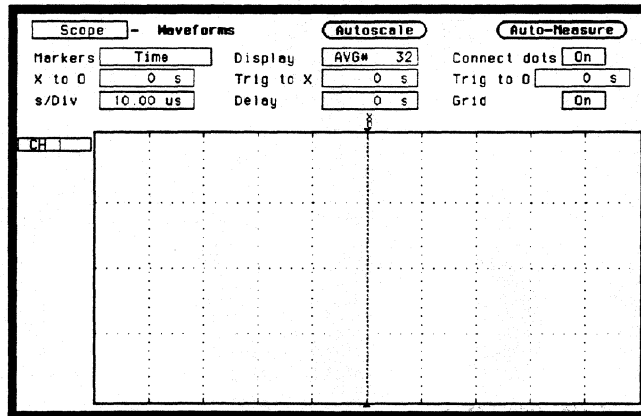 Scope - Waveforms Autoscale Auto-Measure
Markers Time Display AVG# 32 Connect dots On
X to O 0 s Trig to X 0 s Trig to O 0 s
s/Div 10.00 us Delay 0 s Grid On
X
O
CH 1